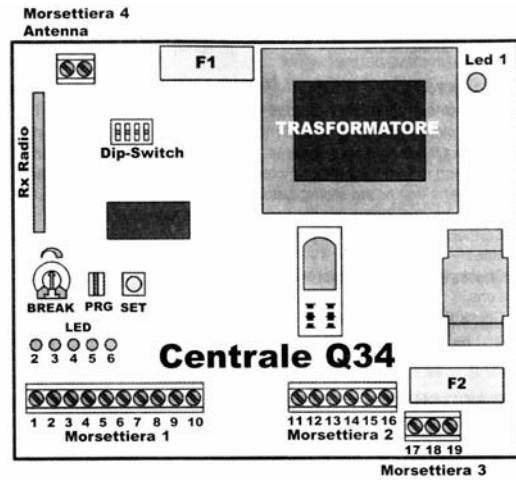 Morsettiera 4
Antenna
F1
Led 1
TRASFORMATORE
Dip-Switch
Rx Radio
BREAK PRG SET
LED
2 3 4 5 6
Centrale Q34
F2
1 2 3 4 5 6 7 8 9 10
Morsettiera 1
11 12 13 14 15 16
Morsettiera 2
17 18 19
Morsettiera 3